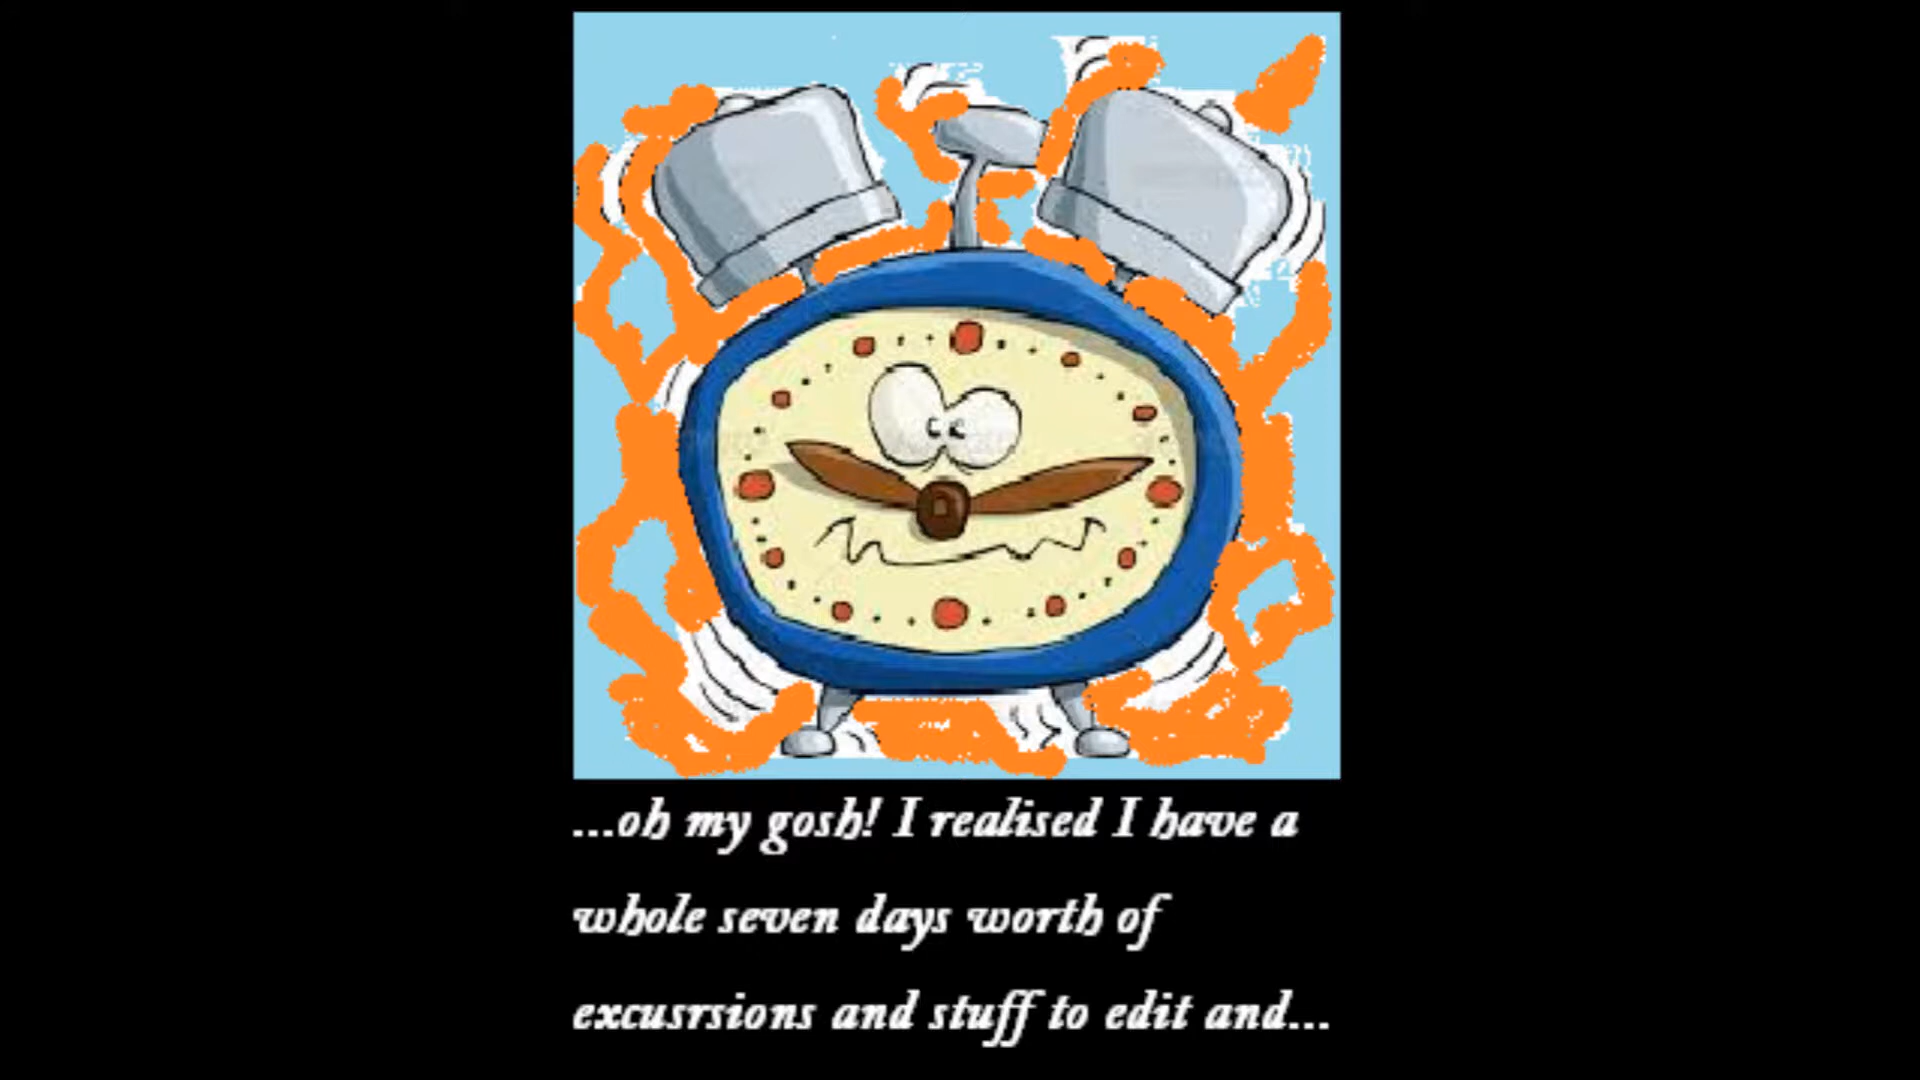 ...oh my gosh! I realised I have a
whole seven days worth of
excusrsions and stuff to edit and...